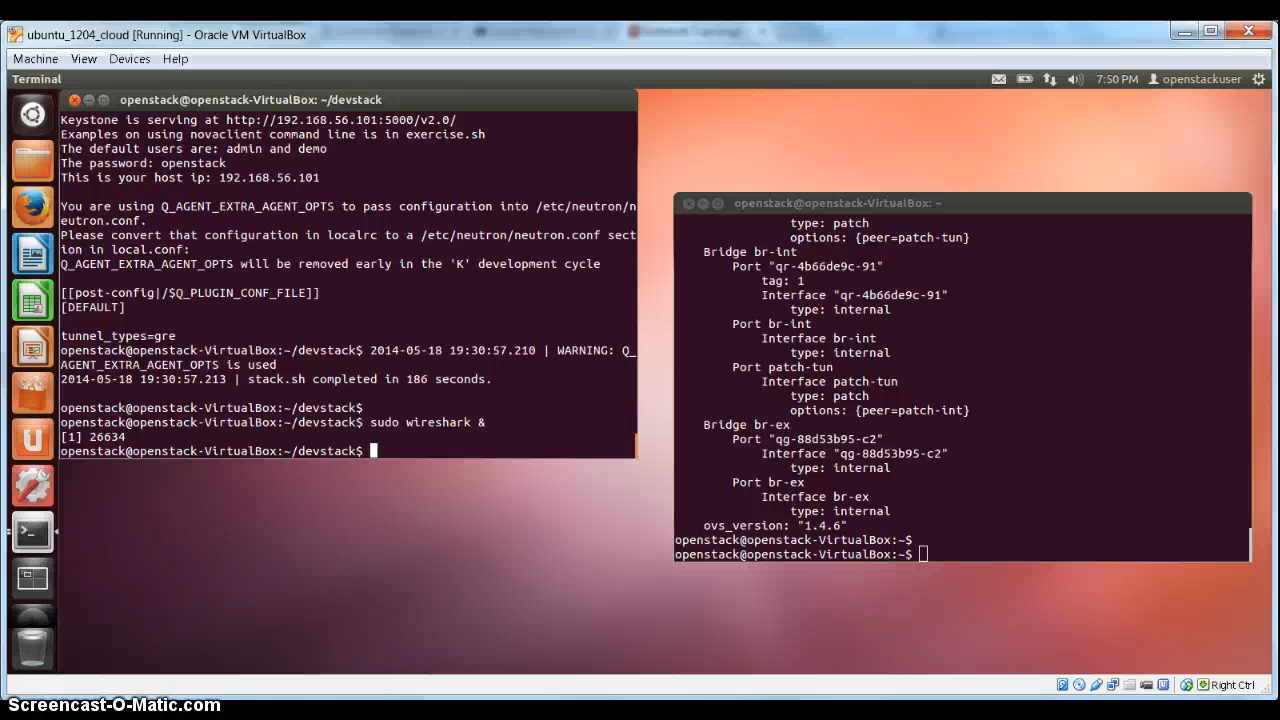 ubuntu_1204_cloud [Running] - Oracle VM VirtualBox
Machine View Devices Help
Terminal
7:50 PM openstackuser
openstack@openstack-VirtualBox: ~/devstack
Keystone is serving at http://192.168.56.101:5000/v2.0/
Examples on using novaclient command line is in exercise.sh
The default users are: admin and demo
The password: openstack
This is your host ip: 192.168.56.101
You are using Q_AGENT_EXTRA_AGENT_OPTS to pass configuration into /etc/neutron/n
eutron.conf.
Please convert that configuration in localrc to a /etc/neutron/neutron.conf sect
ion in local.conf:
Q_AGENT_EXTRA_AGENT_OPTS will be removed early in the 'K' development cycle
[[post-config|/$Q_PLUGIN_CONF_FILE]]
[DEFAULT]
tunnel_types=gre
openstack@openstack-VirtualBox:~/devstack$ 2014-05-18 19:30:57.210 | WARNING: Q_
AGENT_EXTRA_AGENT_OPTS is used
2014-05-18 19:30:57.213 | stack.sh completed in 186 seconds.
openstack@openstack-VirtualBox:~/devstack$
openstack@openstack-VirtualBox:~/devstack$ sudo wireshark &
[1] 26634
openstack@openstack-VirtualBox:~/devstack$
openstack@openstack-VirtualBox: ~
type: patch
options: {peer=patch-tun}
Bridge br-int
Port "qr-4b66de9c-91"
tag: 1
Interface "qr-4b66de9c-91"
type: internal
Port br-int
Interface br-int
type: internal
Port patch-tun
Interface patch-tun
type: patch
options: {peer=patch-int}
Bridge br-ex
Port "qg-88d53b95-c2"
Interface "qg-88d53b95-c2"
type: internal
Port br-ex
Interface br-ex
type: internal
ovs_version: "1.4.6"
openstack@openstack-VirtualBox:~$
openstack@openstack-VirtualBox:~$
Right Ctrl
Screencast-O-Matic.com